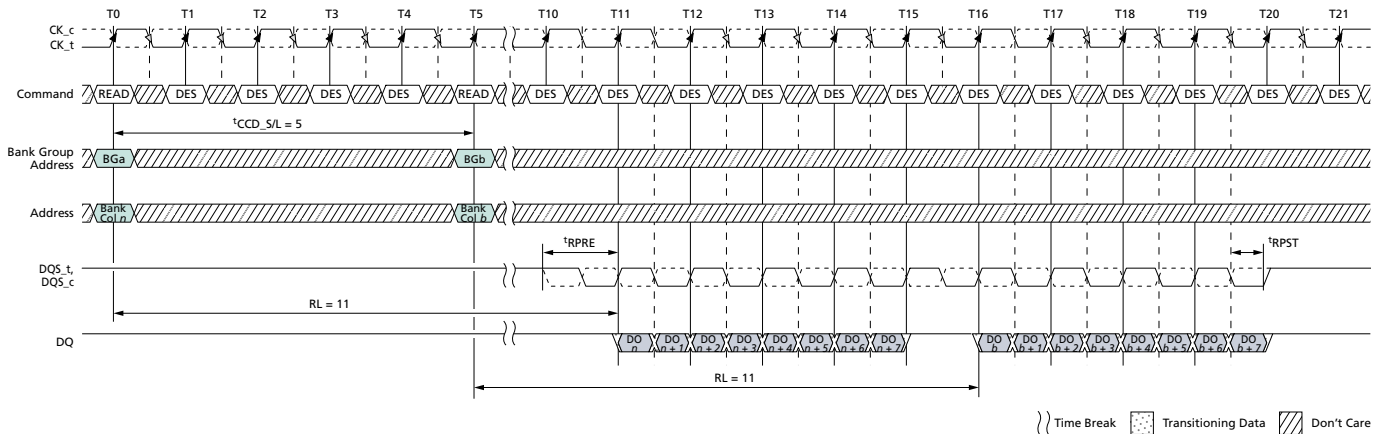 T0 T1 T2 T3 T4 T5 T10 T11 T12 T13 T14 T15 T16 T17 T18 T19 T20 T21
CK_c
CK_t
Command READ DES DES DES DES READ DES DES DES DES DES DES DES DES DES DES DES DES
tCCD_S/L = 5
Bank Group
Address
BGa BGb
Address
Bank
Col n
Bank
Col b
tRPRE tRPST
DQS_t,
DQS_c
RL = 11
DQ
DO
n
DO
n + 1
DO
n + 2
DO
n + 3
DO
n + 4
DO
n + 5
DO
n + 6
DO
n + 7
DO
b
DO
b + 1
DO
b + 2
DO
b + 3
DO
b + 4
DO
b + 5
DO
b + 6
DO
b + 7
RL = 11
Time Break Transitioning Data Don't Care